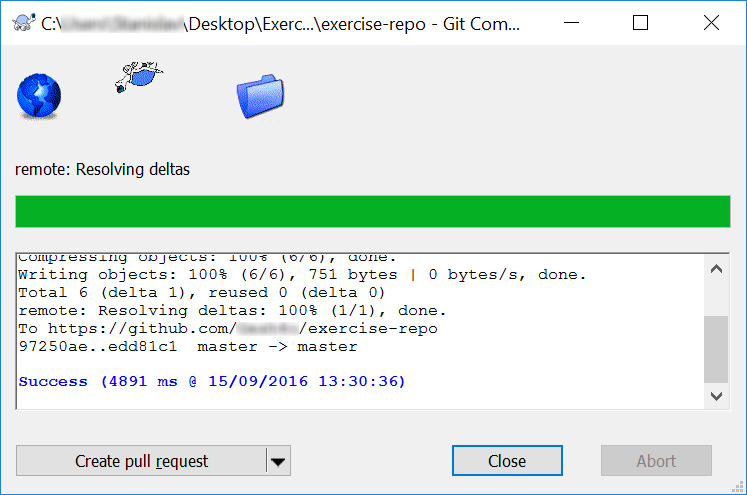 C:\ \Desktop\Exerc...\exercise-repo - Git Com...
remote: Resolving deltas
Compressing objects: 100% (6/6), done.
Writing objects: 100% (6/6), 751 bytes | 0 bytes/s, done.
Total 6 (delta 1), reused 0 (delta 0)
remote: Resolving deltas: 100% (1/1), done.
To https://github.com/ /exercise-repo
97250ae..edd81c1  master -> master
Success (4891 ms @ 15/09/2016 13:30:36)
Create pull request
Close
Abort